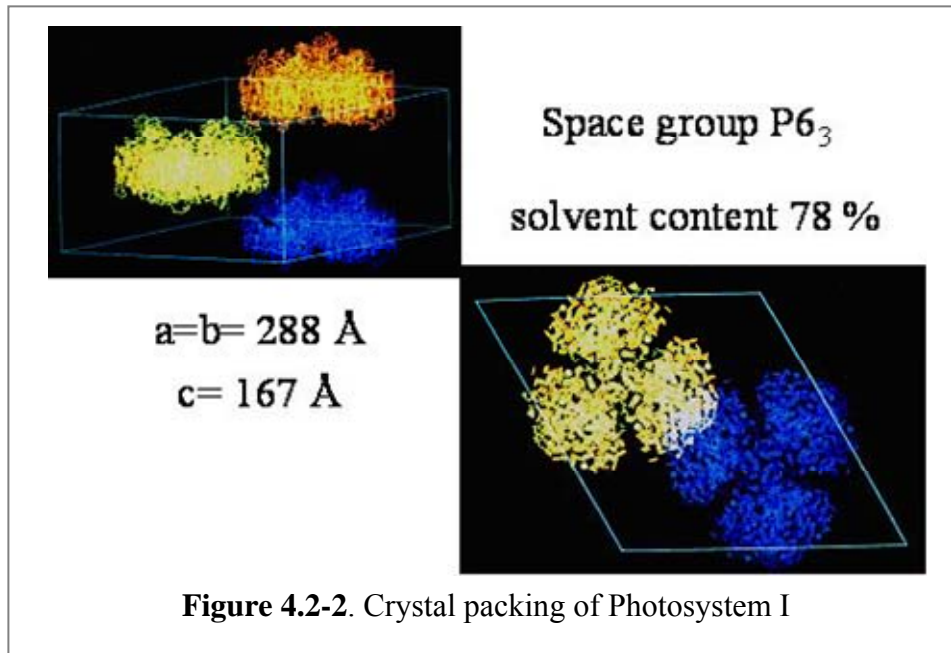 Space group P6₃
solvent content 78 %
a=b= 288 Å
c= 167 Å
Figure 4.2-2. Crystal packing of Photosystem I